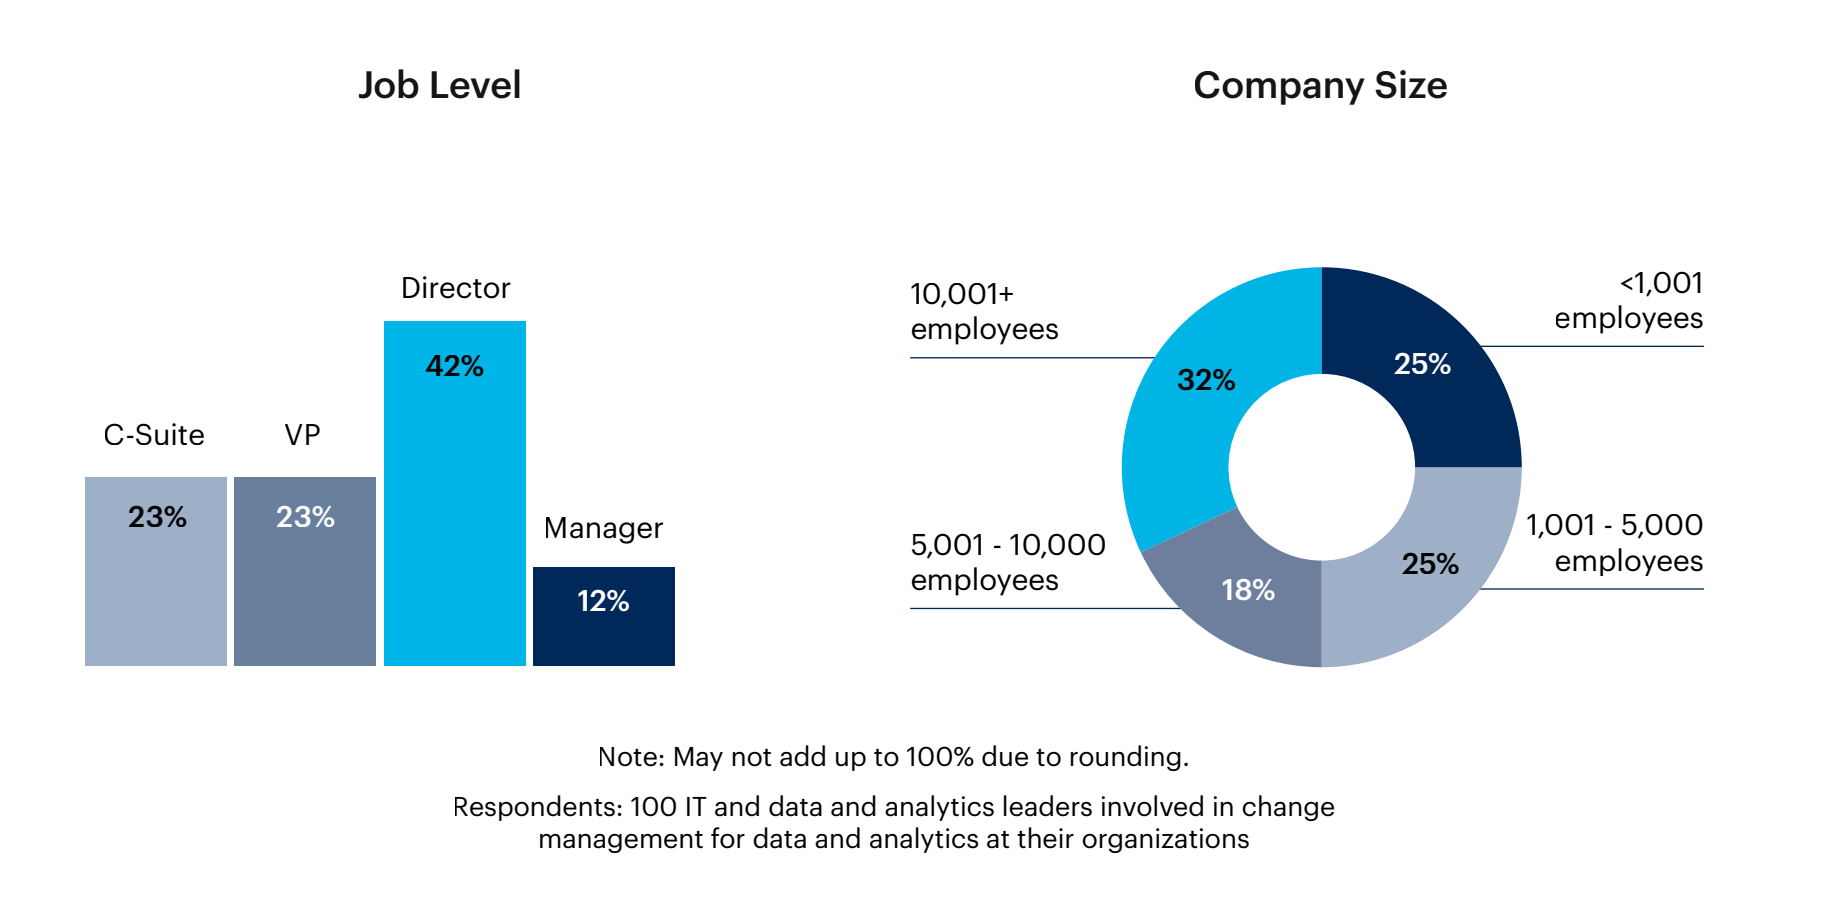 Job Level
Director
42%
C-Suite
VP
23%
23%
Manager
12%
Company Size
10,001+
employees
<1,001
employees
32%
25%
5,001 - 10,000
employees
1,001 - 5,000
employees
18%
25%
Note: May not add up to 100% due to rounding.
Respondents: 100 IT and data and analytics leaders involved in change
management for data and analytics at their organizations